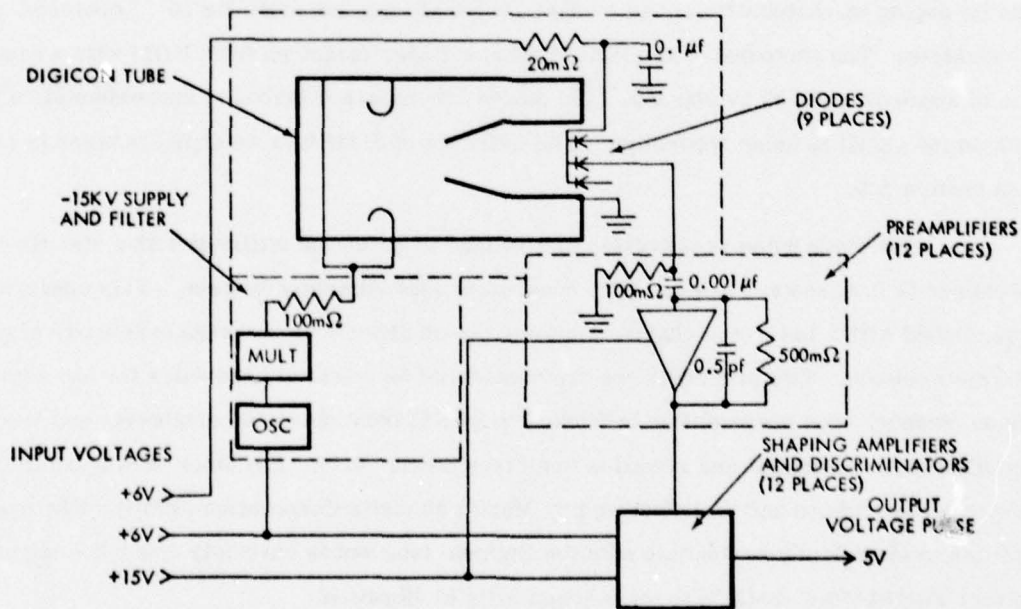 20mΩ
0.1μf
DIGICON TUBE
DIODES
(9 PLACES)
-15KV SUPPLY
AND FILTER
PREAMPLIFIERS
(12 PLACES)
100mΩ
0.001μf
100mΩ
MULT
0.5pf
500mΩ
OSC
INPUT VOLTAGES
SHAPING AMPLIFIERS
AND DISCRIMINATORS
(12 PLACES)
OUTPUT
VOLTAGE PULSE
+6V
+6V
5V
+15V